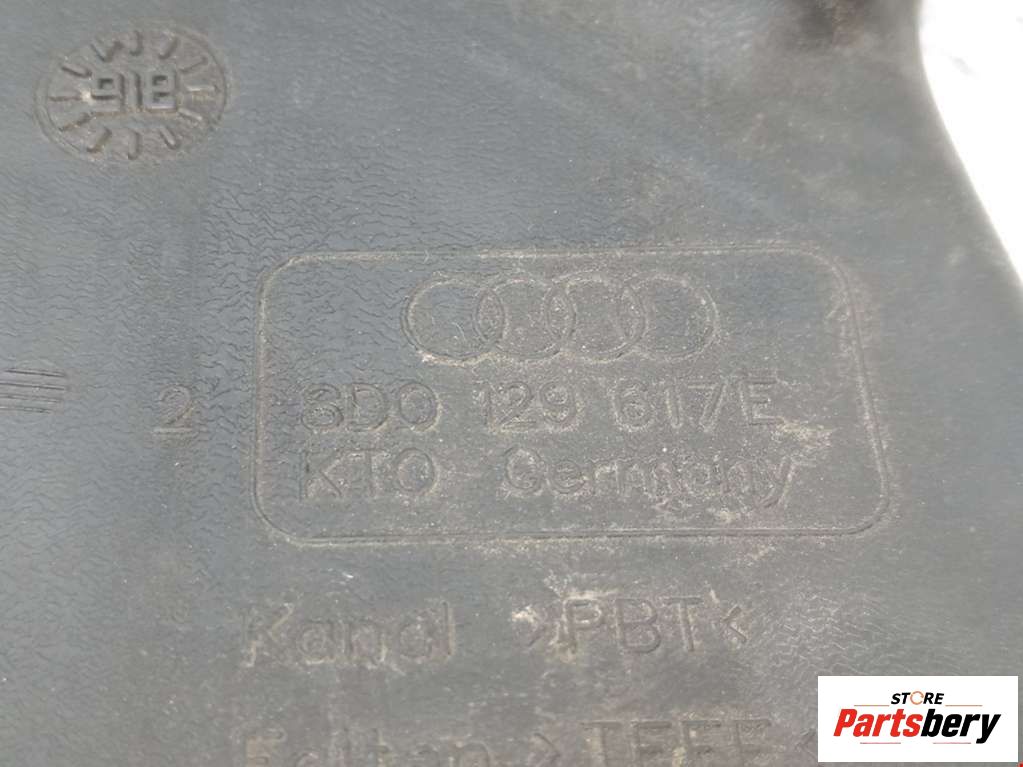 918
2 8D0 129 617/E
KTO Germany
Kanal >PBT<
STORE
Partsbery